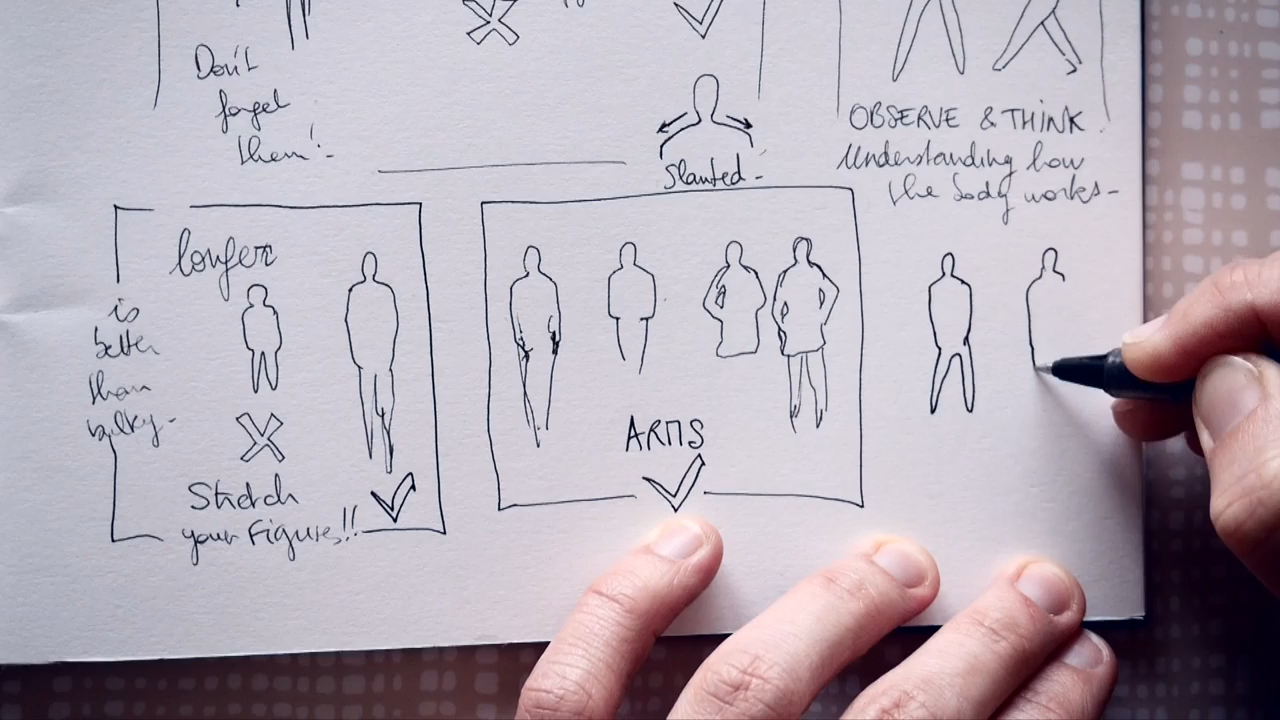 Don't
forget
them!-
Slanted-
OBSERVE & THINK.
Understanding how
the body works-
longer
is
better
than
bulky-
Stretch
your Figures!!
ARMS